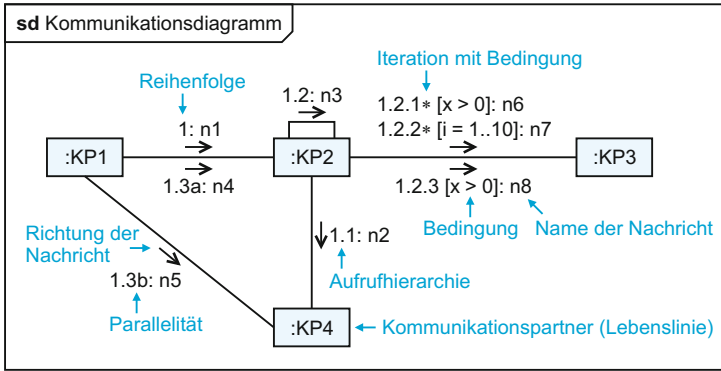 sd Kommunikationsdiagramm
Iteration mit Bedingung
Reihenfolge
1.2: n3
1.2.1* [x > 0]: n6
1: n1
1.2.2* [i = 1..10]: n7
:KP1
:KP2
:KP3
1.3a: n4
1.2.3 [x > 0]: n8
Richtung der
Nachricht
1.1: n2
Bedingung
Name der Nachricht
1.3b: n5
Aufrufhierarchie
Parallelität
:KP4
Kommunikationspartner (Lebenslinie)